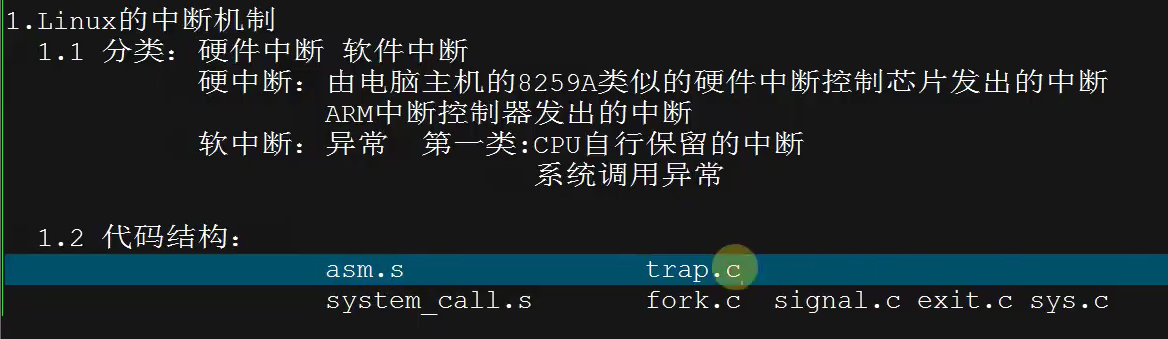 1.Linux的中断机制
1.1 分类：硬件中断 软件中断
硬中断：由电脑主机的8259A类似的硬件中断控制芯片发出的中断
ARM中断控制器发出的中断
软中断：异常 第一类:CPU自行保留的中断
系统调用异常
1.2 代码结构：
asm.s trap.c
system_call.s fork.c signal.c exit.c sys.c